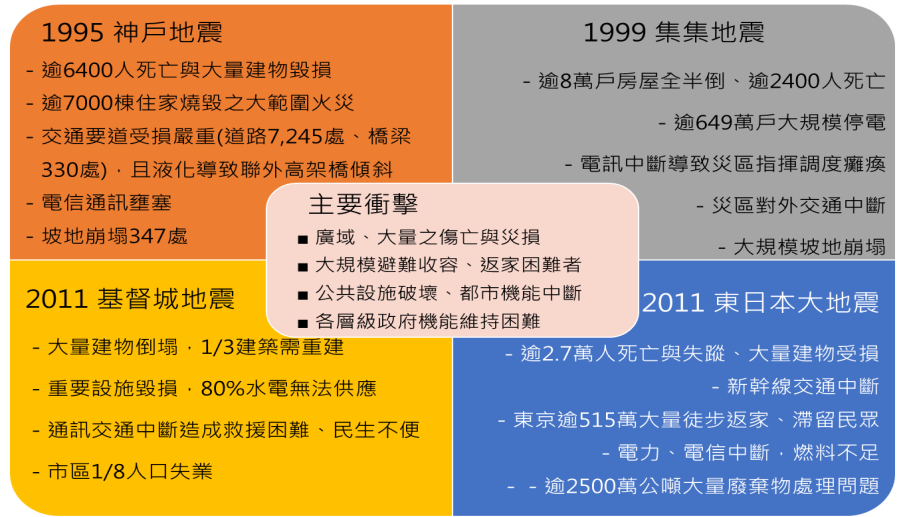 1995 神戶地震
- 逾6400人死亡與大量建物毀損
- 逾7000棟住家燒毀之大範圍火災
- 交通要道受損嚴重(道路7,245處、橋梁
330處)，且液化導致聯外高架橋傾斜
- 電信通訊壅塞
- 坡地崩塌347處
1999 集集地震
- 逾8萬戶房屋全半倒、逾2400人死亡
- 逾649萬戶大規模停電
- 電訊中斷導致災區指揮調度癱瘓
- 災區對外交通中斷
- 大規模坡地崩塌
主要衝擊
■ 廣域、大量之傷亡與災損
■ 大規模避難收容、返家困難者
■ 公共設施破壞、都市機能中斷
■ 各層級政府機能維持困難
2011 基督城地震
- 大量建物倒塌，1/3建築需重建
- 重要設施毀損，80%水電無法供應
- 通訊交通中斷造成救援困難、民生不便
- 市區1/8人口失業
2011 東日本大地震
- 逾2.7萬人死亡與失蹤、大量建物受損
- 新幹線交通中斷
- 東京逾515萬大量徒步返家、滯留民眾
- 電力、電信中斷，燃料不足
- - 逾2500萬公噸大量廢棄物處理問題